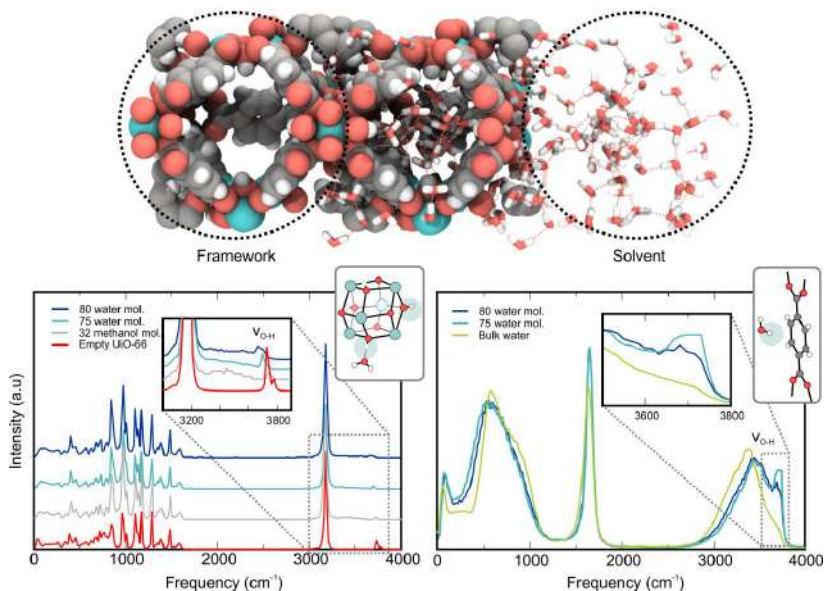 Framework
Solvent
80 water mol.
75 water mol.
32 methanol mol.
Empty UiO-66
νO-H
3200
3800
Intensity (a.u)
0
1000
2000
3000
4000
Frequency (cm⁻¹)
80 water mol.
75 water mol.
Bulk water
3600
3800
νO-H
0
1000
2000
3000
4000
Frequency (cm⁻¹)